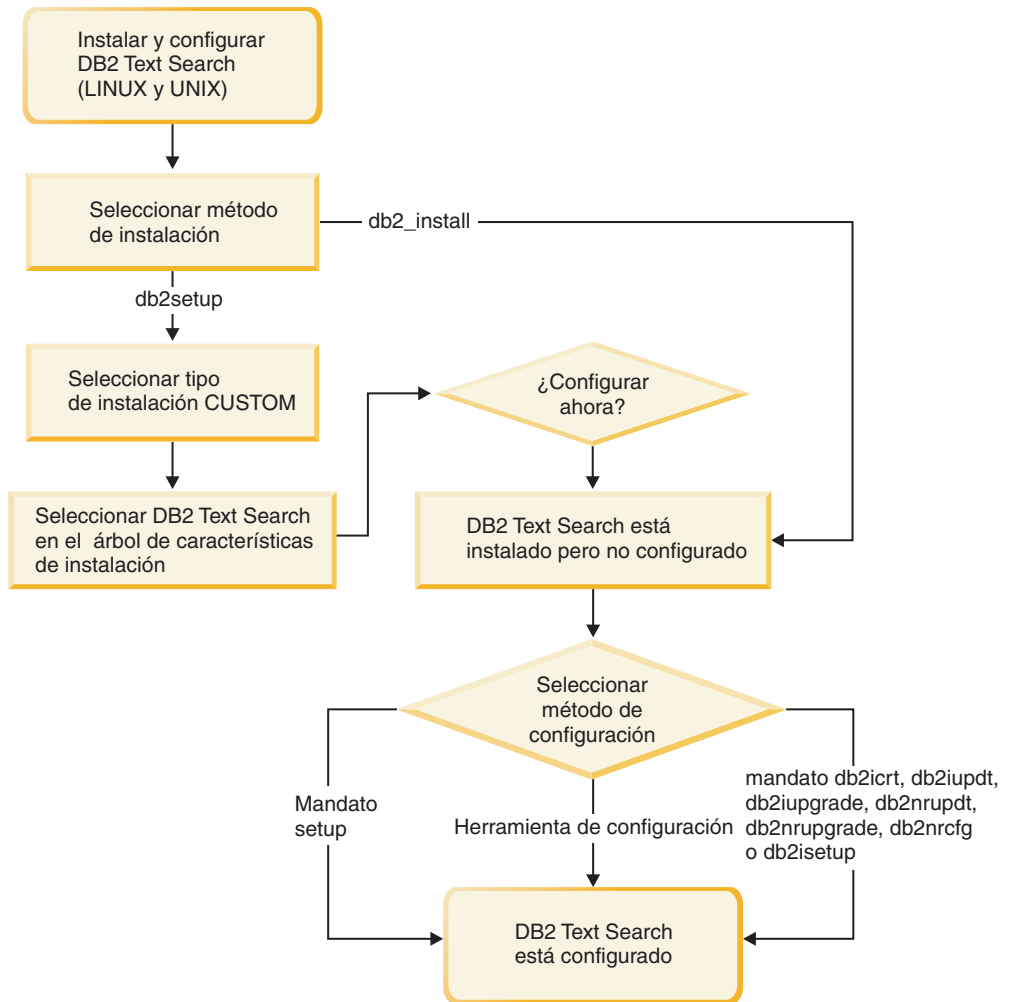 Instalar y configurar
DB2 Text Search
(LINUX y UNIX)
Seleccionar método
de instalación
db2_install
db2setup
Seleccionar tipo
de instalación CUSTOM
¿Configurar
ahora?
Seleccionar DB2 Text Search
en el árbol de características
de instalación
DB2 Text Search está
instalado pero no configurado
Seleccionar
método de
configuración
Mandato
setup
Herramienta de configuración
mandato db2icrt, db2iupdt,
db2iupgrade, db2nrupdt,
db2nrupgrade, db2nrcfg
o db2isetup
DB2 Text Search
está configurado